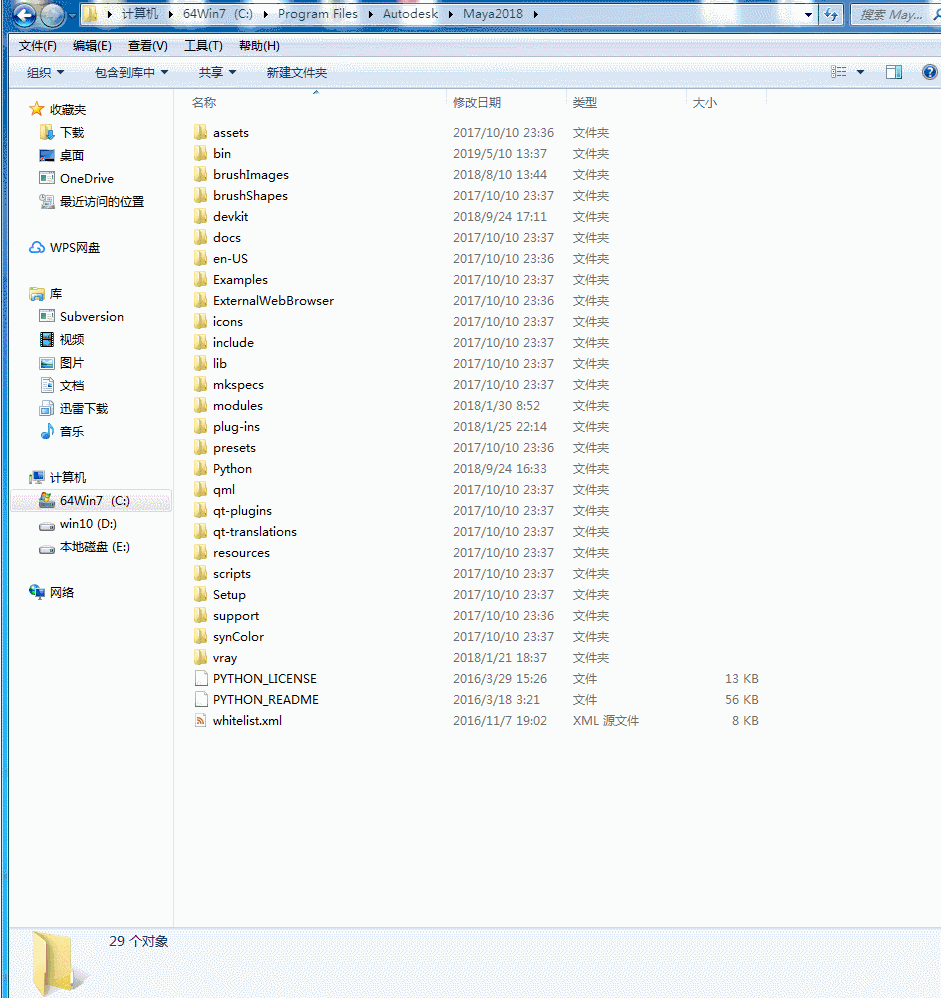 计算机 64Win7 (C:) Program Files Autodesk Maya2018 搜索 May...
文件(F) 编辑(E) 查看(V) 工具(T) 帮助(H)
组织 包含到库中 共享 新建文件夹
收藏夹
下载
桌面
OneDrive
最近访问的位置
WPS网盘
库
Subversion
视频
图片
文档
迅雷下载
音乐
计算机
64Win7 (C:)
win10 (D:)
本地磁盘 (E:)
网络
名称 修改日期 类型 大小
assets 2017/10/10 23:36 文件夹
bin 2019/5/10 13:37 文件夹
brushImages 2018/8/10 13:44 文件夹
brushShapes 2017/10/10 23:37 文件夹
devkit 2018/9/24 17:11 文件夹
docs 2017/10/10 23:37 文件夹
en-US 2017/10/10 23:36 文件夹
Examples 2017/10/10 23:37 文件夹
ExternalWebBrowser 2017/10/10 23:36 文件夹
icons 2017/10/10 23:37 文件夹
include 2017/10/10 23:37 文件夹
lib 2017/10/10 23:37 文件夹
mkspecs 2017/10/10 23:37 文件夹
modules 2018/1/30 8:52 文件夹
plug-ins 2018/1/25 22:14 文件夹
presets 2017/10/10 23:36 文件夹
Python 2018/9/24 16:33 文件夹
qml 2017/10/10 23:37 文件夹
qt-plugins 2017/10/10 23:37 文件夹
qt-translations 2017/10/10 23:37 文件夹
resources 2017/10/10 23:37 文件夹
scripts 2017/10/10 23:37 文件夹
Setup 2017/10/10 23:37 文件夹
support 2017/10/10 23:36 文件夹
synColor 2017/10/10 23:37 文件夹
vray 2018/1/21 18:37 文件夹
PYTHON_LICENSE 2016/3/29 15:26 文件 13 KB
PYTHON_README 2016/3/18 3:21 文件 56 KB
whitelist.xml 2016/11/7 19:02 XML 源文件 8 KB
29 个对象